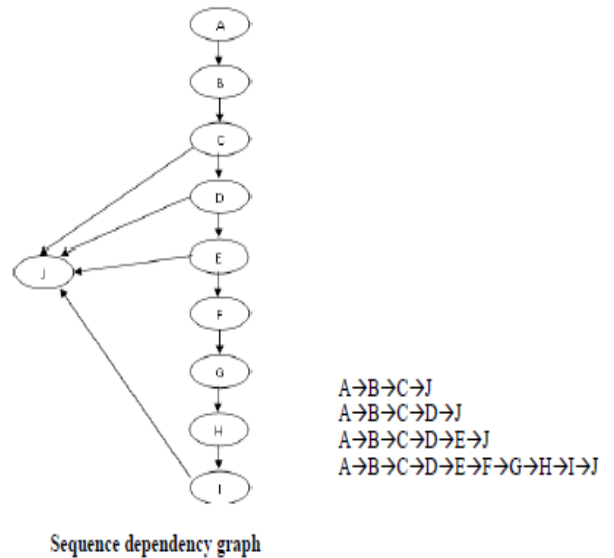 A
B
C
D
J
E
F
G
H
I
A→B→C→J
A→B→C→D→J
A→B→C→D→E→J
A→B→C→D→E→F→G→H→I→J
Sequence dependency graph